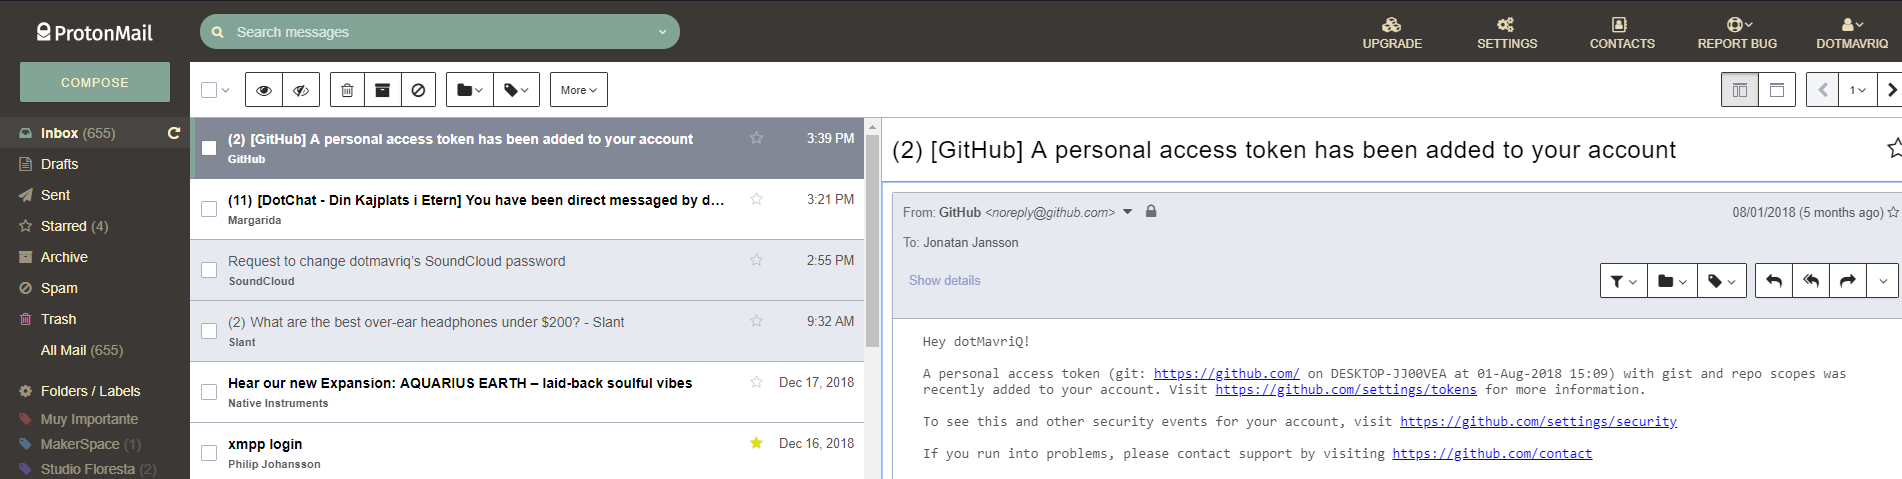 ProtonMail
Search messages
UPGRADE
SETTINGS
CONTACTS
REPORT BUG
DOTMAVRIQ
COMPOSE
More
1
Inbox (655)
Drafts
Sent
Starred (4)
Archive
Spam
Trash
All Mail (655)
Folders / Labels
Muy Importante
MakerSpace (1)
Studio Floresta (2)
(2) [GitHub] A personal access token has been added to your account 3:39 PM
GitHub
(11) [DotChat - Din Kajplats i Etern] You have been direct messaged by d… 3:21 PM
Margarida
Request to change dotmavriq’s SoundCloud password 2:55 PM
SoundCloud
(2) What are the best over-ear headphones under $200? - Slant 9:32 AM
Slant
Hear our new Expansion: AQUARIUS EARTH – laid-back soulful vibes Dec 17, 2018
Native Instruments
xmpp login Dec 16, 2018
Philip Johansson
(2) [GitHub] A personal access token has been added to your account
From: GitHub <noreply@github.com> 08/01/2018 (5 months ago)
To: Jonatan Jansson
Show details
Hey dotMavriQ!
A personal access token (git: https://github.com/ on DESKTOP-JJ00VEA at 01-Aug-2018 15:09) with gist and repo scopes was
recently added to your account. Visit https://github.com/settings/tokens for more information.
To see this and other security events for your account, visit https://github.com/settings/security
If you run into problems, please contact support by visiting https://github.com/contact